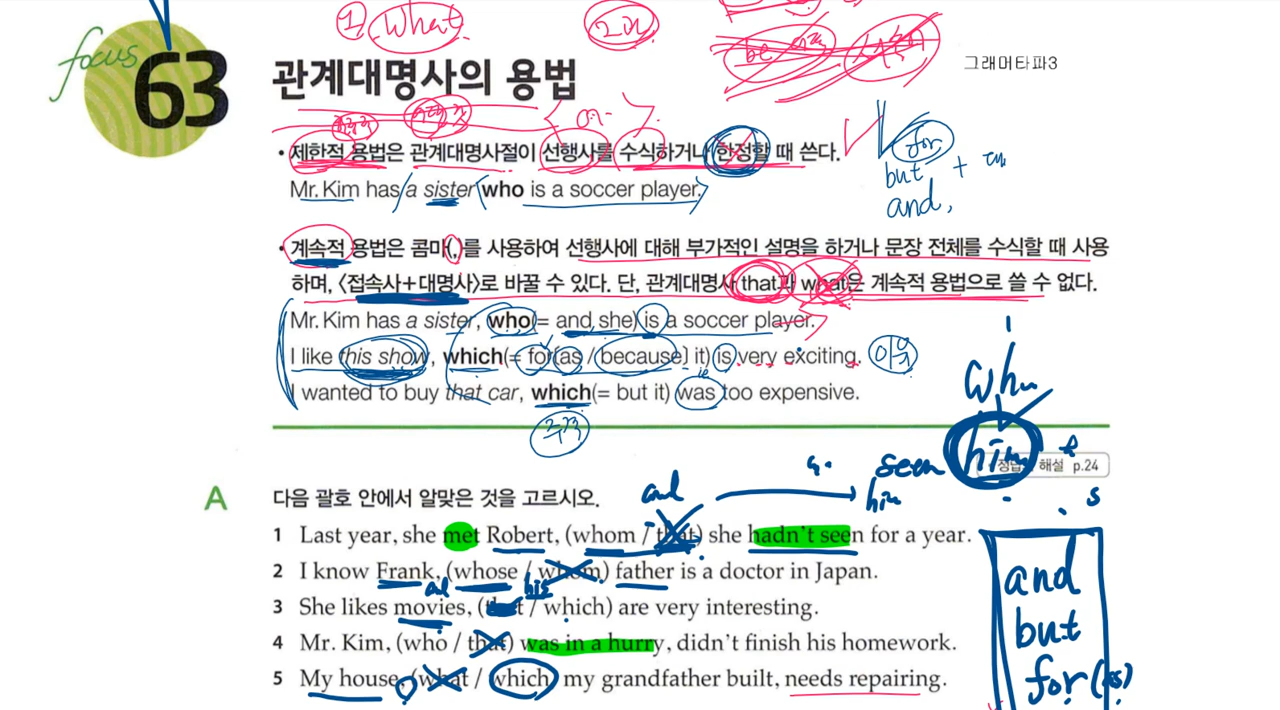 ① What 2개
focus 63 관계대명사의 용법 그래머타파3
• 제한적 용법은 관계대명사절이 선행사를 수식하거나 한정할 때 쓴다.
for
but +
and,
Mr. Kim has a sister who is a soccer player.
• 계속적 용법은 콤마(,)를 사용하여 선행사에 대해 부가적인 설명을 하거나 문장 전체를 수식할 때 사용
하며, <접속사+대명사>로 바꿀 수 있다. 단, 관계대명사 that과 what은 계속적 용법으로 쓸 수 없다.
Mr. Kim has a sister, who(= and she) is a soccer player.
I like this show, which(= for(as / because) it) is very exciting. 이유
I wanted to buy that car, which(= but it) was too expensive.
주격
who
him
정답 및 해설 p.24
seen
him
A 다음 괄호 안에서 알맞은 것을 고르시오.
and
1 Last year, she met Robert, (whom / that) she hadn't seen for a year.
2 I know Frank, (whose / whom) father is a doctor in Japan.
his
3 She likes movies, (that / which) are very interesting.
4 Mr. Kim, (who / that) was in a hurry, didn't finish his homework.
5 My house, (what / which) my grandfather built, needs repairing.
and
but
for (as)